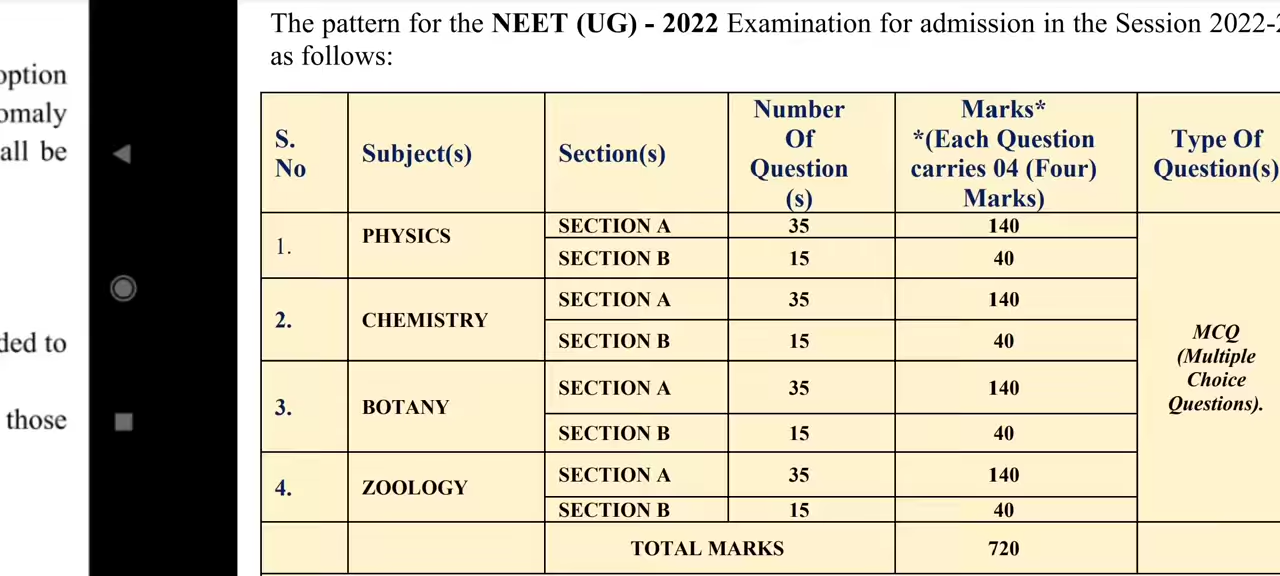 option
omaly
all be
ded to
those
The pattern for the NEET (UG) - 2022 Examination for admission in the Session 2022-2
as follows:
S. No Subject(s) Section(s) Number Of Question (s) Marks* *(Each Question carries 04 (Four) Marks) Type Of Question(s)
1. PHYSICS SECTION A 35 140
SECTION B 15 40
2. CHEMISTRY SECTION A 35 140
SECTION B 15 40
3. BOTANY SECTION A 35 140
SECTION B 15 40
4. ZOOLOGY SECTION A 35 140
SECTION B 15 40
MCQ
(Multiple
Choice
Questions).
TOTAL MARKS 720